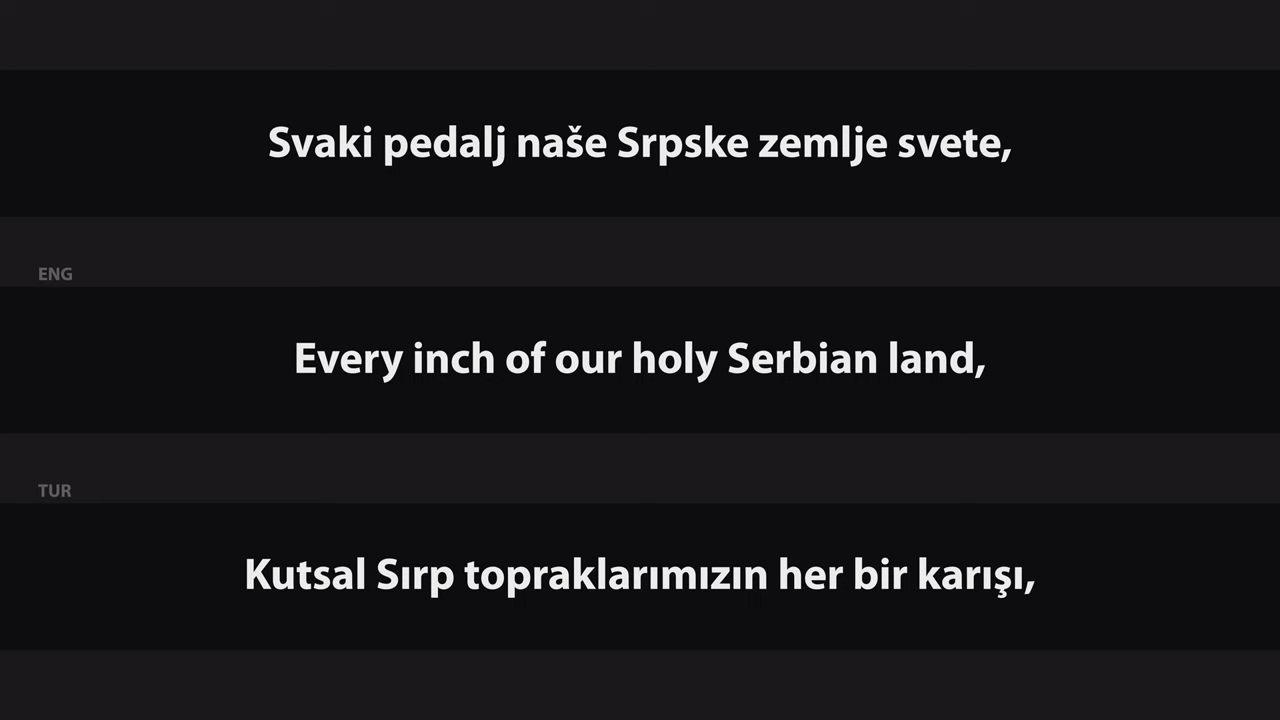 Svaki pedalj naše Srpske zemlje svete,
ENG
Every inch of our holy Serbian land,
TUR
Kutsal Sırp topraklarımızın her bir karışı,